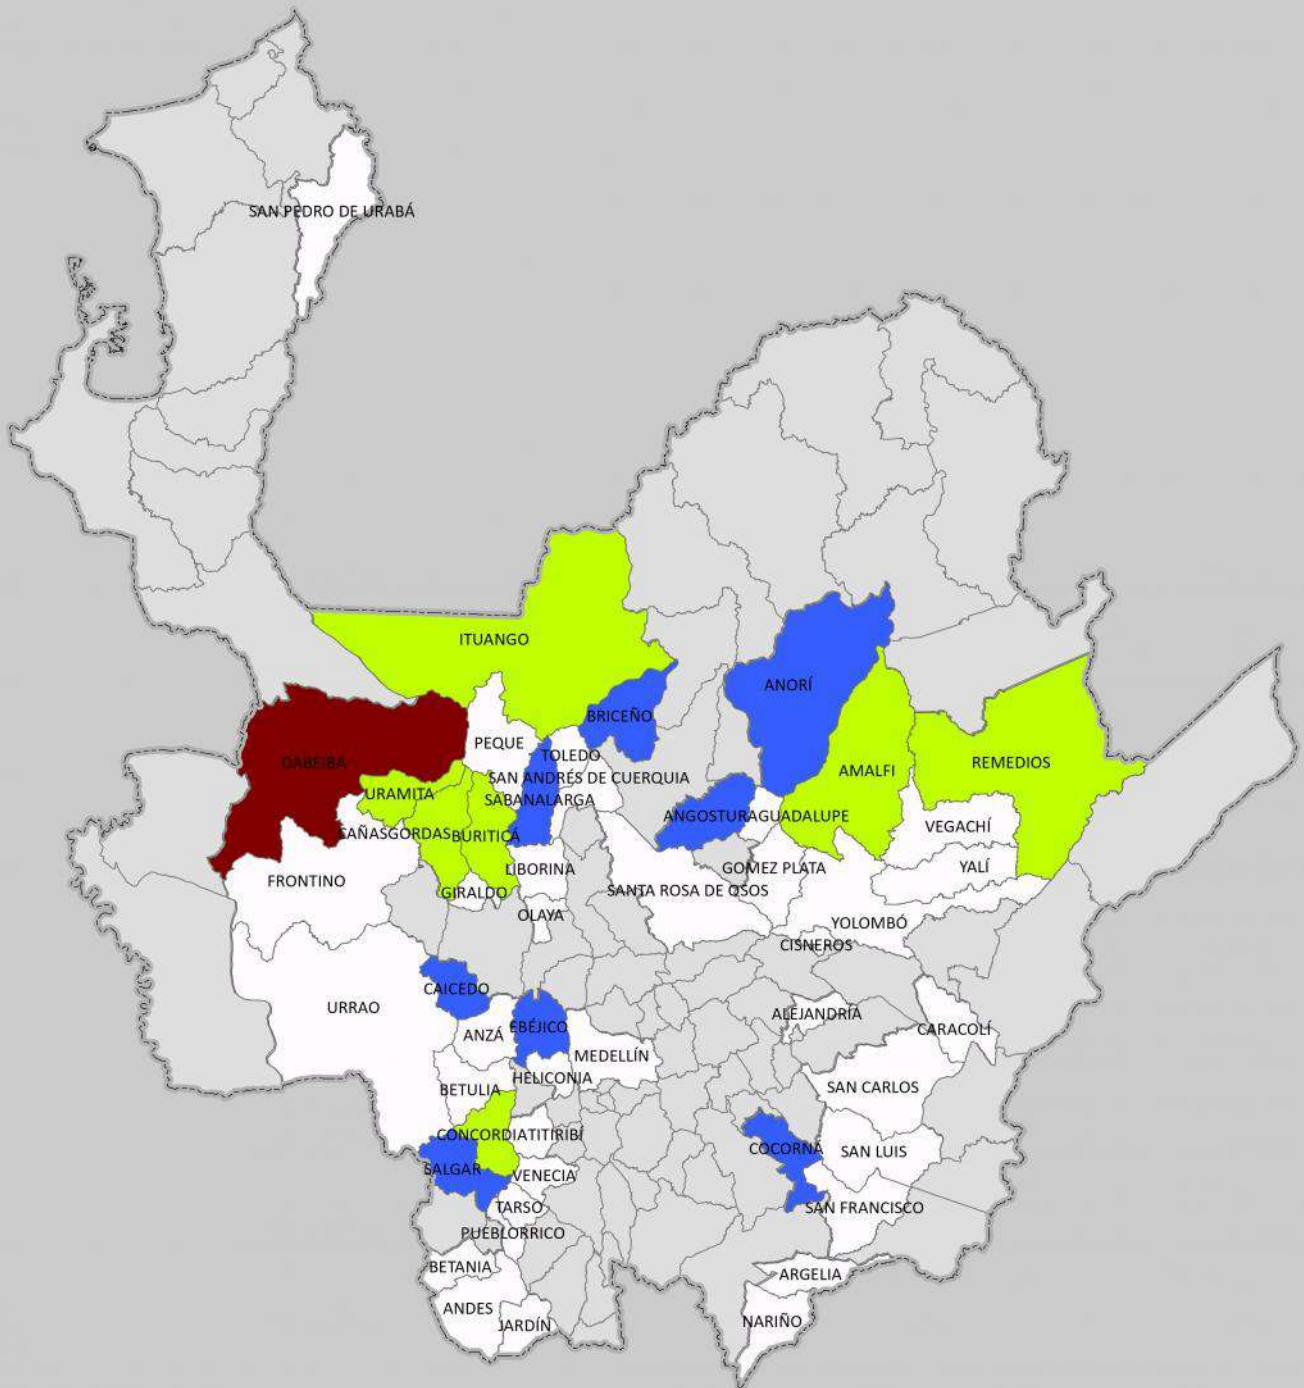 SAN PEDRO DE URABÁ
ITUANGO
ANORÍ
BRICEÑO
PEQUE
TOLEDO
DABEIBA
REMEDIOS
AMALFI
SAN ANDRÉS DE CUERQUIA
URAMITA
SABANALARGA
ANGOSTURA
GUADALUPE
VEGACHÍ
CAÑASGORDAS
BURITICÁ
LIBORINA
GOMEZ PLATA
YALÍ
FRONTINO
GIRALDO
SANTA ROSA DE OSOS
OLAYA
YOLOMBÓ
CISNEROS
CAICEDO
URRAO
ALEJANDRÍA
EBÉJICO
CARACOLÍ
ANZÁ
MEDELLÍN
HELICONIA
BETULIA
SAN CARLOS
CONCORDIA
TITIRIBÍ
COCORNÁ
SAN LUIS
SALGAR
VENECIA
TARSO
SAN FRANCISCO
PUEBLORRICO
BETANIA
ARGELIA
ANDES
JARDÍN
NARIÑO